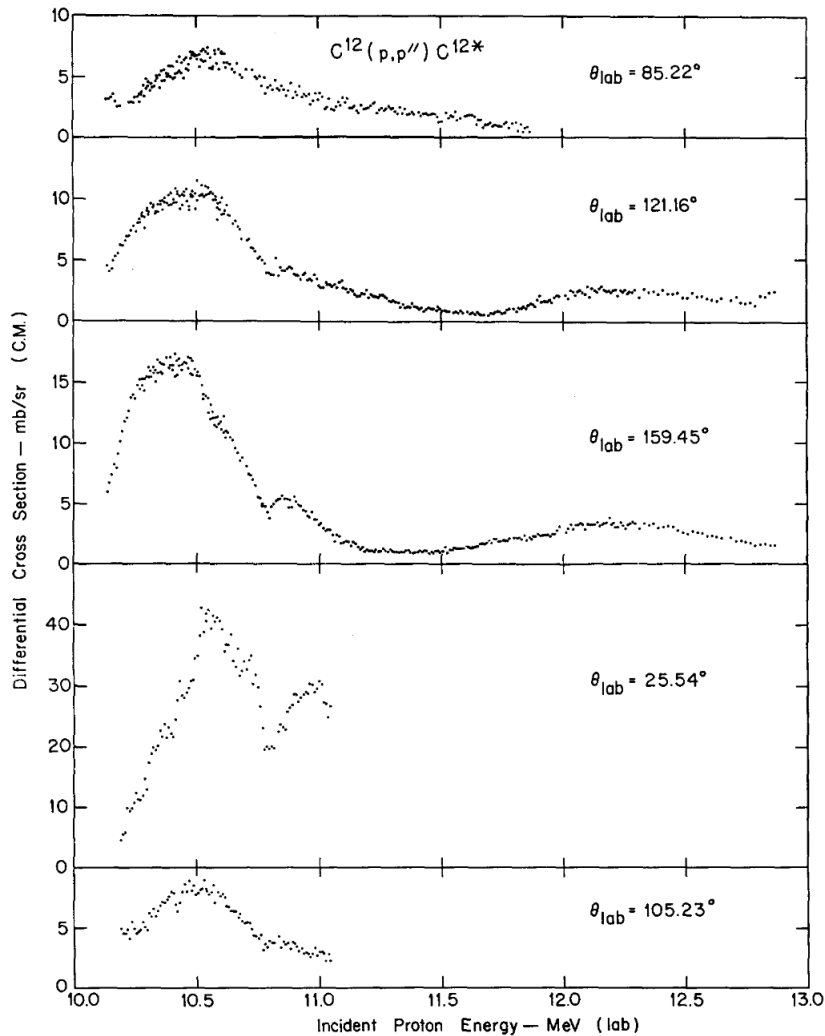 C¹²(p,p″)C¹²*
10
5
0
θlab = 85.22°
10
5
0
θlab = 121.16°
15
10
5
0
θlab = 159.45°
40
30
20
10
0
θlab = 25.54°
5
0
θlab = 105.23°
10.0 10.5 11.0 11.5 12.0 12.5 13.0
Incident Proton Energy — MeV (lab)
Differential Cross Section — mb/sr (C.M.)